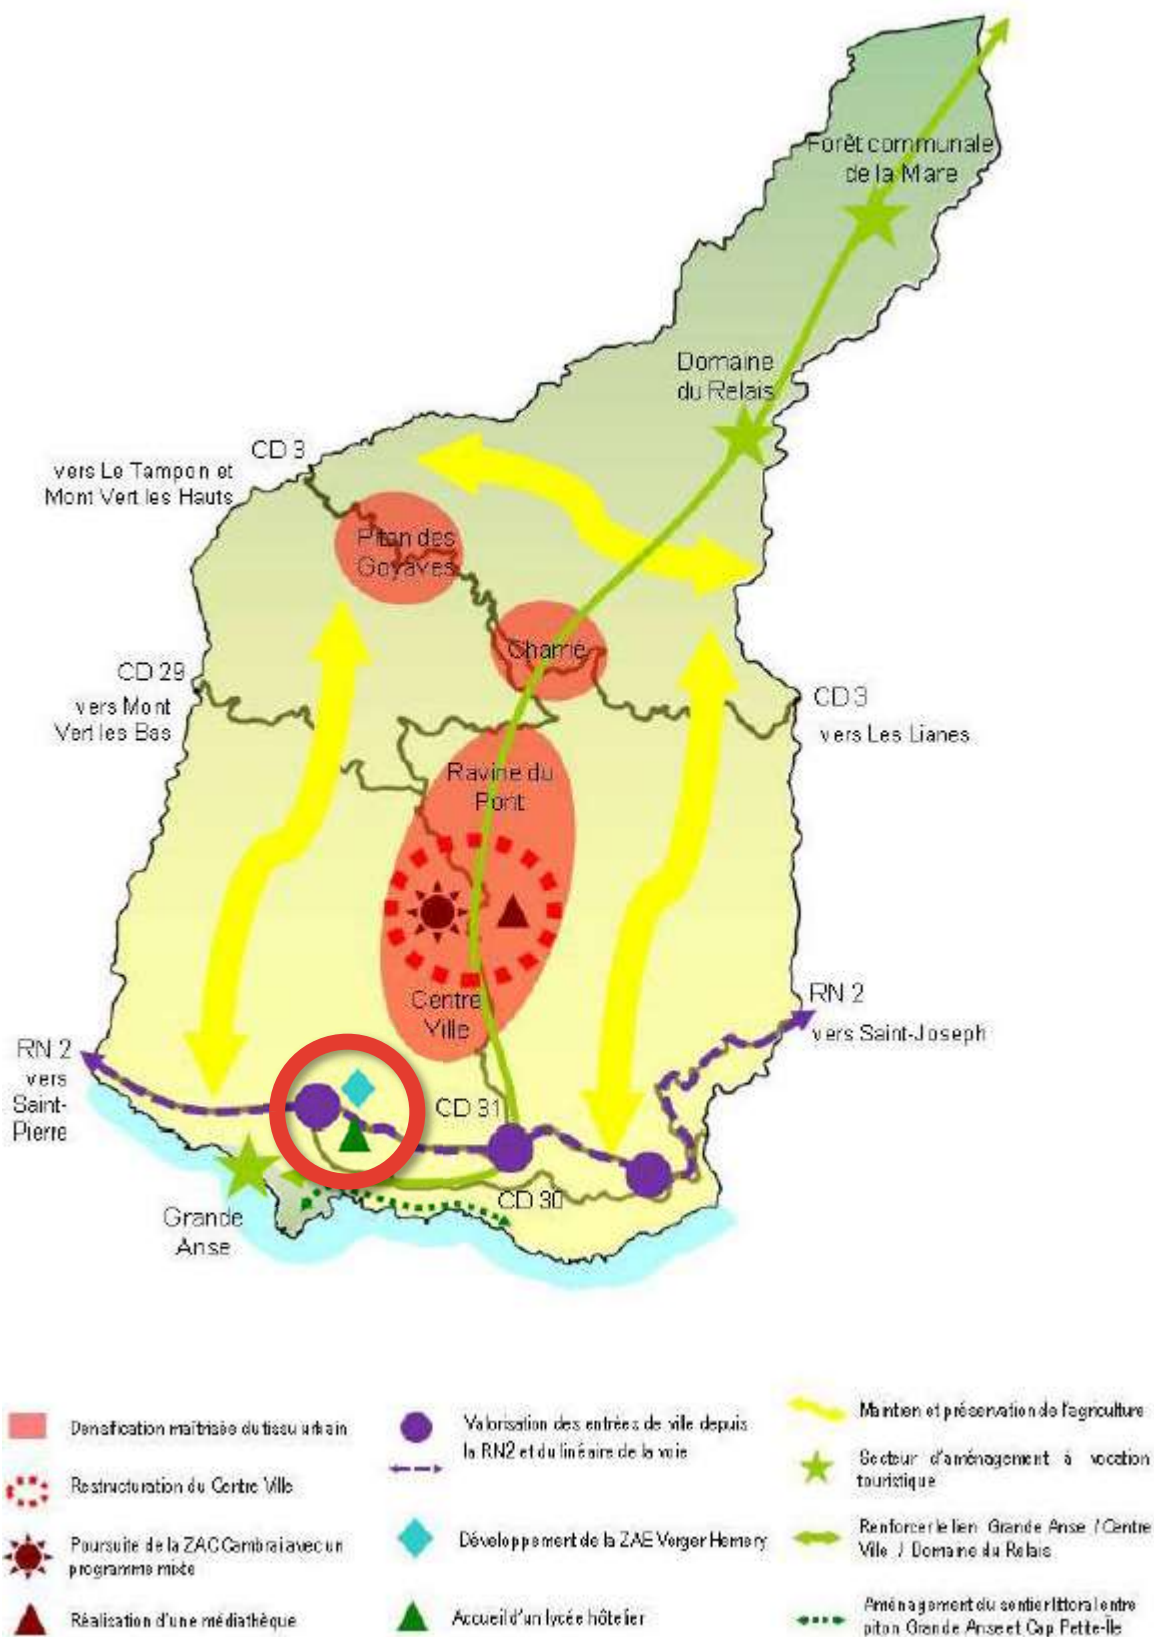 Forêt communale
de la Mare
Domaine
du Relais
CD 3
vers Le Tampon et
Mont Vert les Hauts
Piton des
Goyaves
Charrié
CD 29
vers Mont
Vert les Bas
CD 3
vers Les Lianes
Ravine du
Pont
Centre
Ville
RN 2
vers Saint-Joseph
RN 2
vers
Saint-
Pierre
CD 31
CD 30
Grande
Anse
Densification maîtrisée du tissu urbain
Restructuration du Centre Ville
Poursuite de la ZAC Cambrai avec un
programme mixte
Réalisation d'une médiathèque
Valorisation des entrées de ville depuis
la RN2 et du linéaire de la voie
Développement de la ZAE Verger Hemery
Accueil d'un lycée hôtelier
Maintien et préservation de l'agriculture
Secteur d'aménagement à vocation
touristique
Renforcer le lien Grande Anse / Centre
Ville / Domaine du Relais
Aménagement du sentier littoral entre
piton Grande Anse et Cap Petite-Île